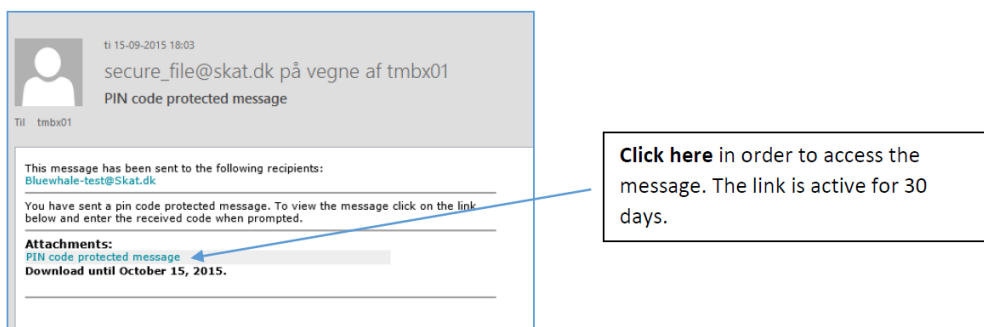 ti 15-09-2015 18:03
secure_file@skat.dk på vegne af tmbx01
PIN code protected message
Til tmbx01
This message has been sent to the following recipients:
Bluewhale-test@Skat.dk
You have sent a pin code protected message. To view the message click on the link
below and enter the received code when prompted.
Attachments:
PIN code protected message
Download until October 15, 2015.
Click here in order to access the
message. The link is active for 30
days.